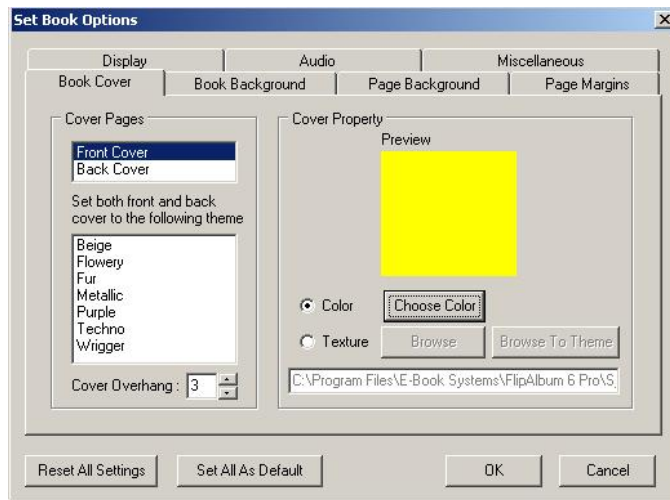 Set Book Options
Display
Audio
Miscellaneous
Book Cover
Book Background
Page Background
Page Margins
Cover Pages
Front Cover
Back Cover
Set both front and back
cover to the following theme
Beige
Flowery
Fur
Metallic
Purple
Techno
Wrigger
Cover Overhang : 3
Cover Property
Preview
Color
Choose Color
Texture
Browse
Browse To Theme
C:\Program Files\E-Book Systems\FlipAlbum 6 Pro\S
Reset All Settings
Set All As Default
OK
Cancel